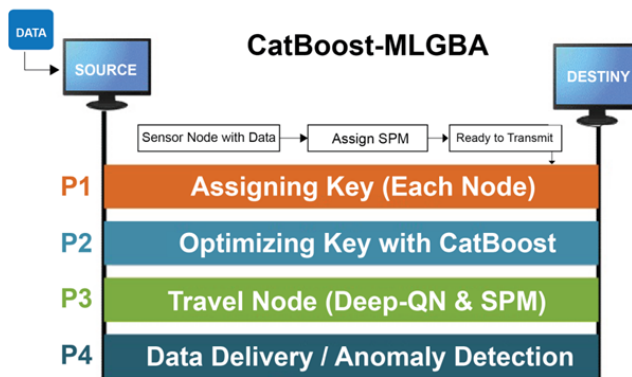 DATA
CatBoost-MLGBA
SOURCE
DESTINY
Sensor Node with Data
Assign SPM
Ready to Transmit
P1
Assigning Key (Each Node)
P2
Optimizing Key with CatBoost
P3
Travel Node (Deep-QN & SPM)
P4
Data Delivery / Anomaly Detection